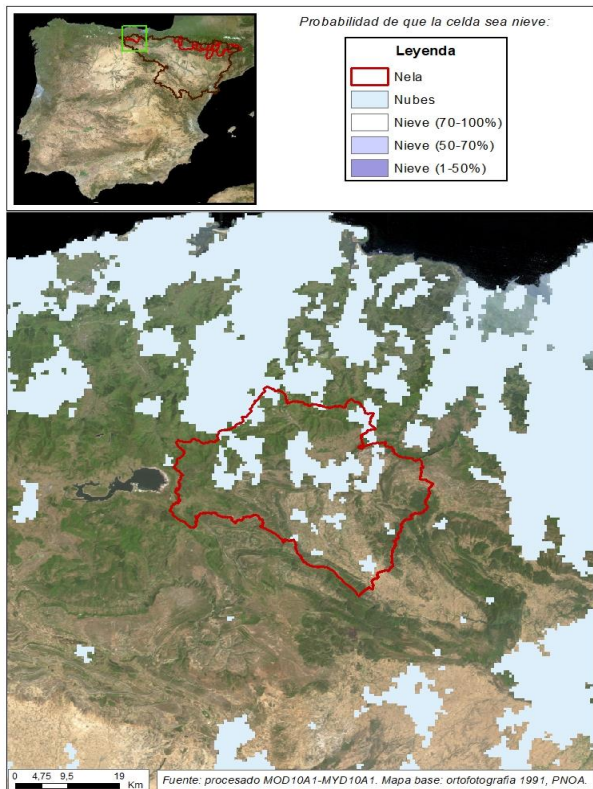 Probabilidad de que la celda sea nieve:
Leyenda
Nela
Nubes
Nieve (70-100%)
Nieve (50-70%)
Nieve (1-50%)
0 4,75 9,5 19
Km
Fuente: procesado MOD10A1-MYD10A1. Mapa base: ortofotografia 1991, PNOA.